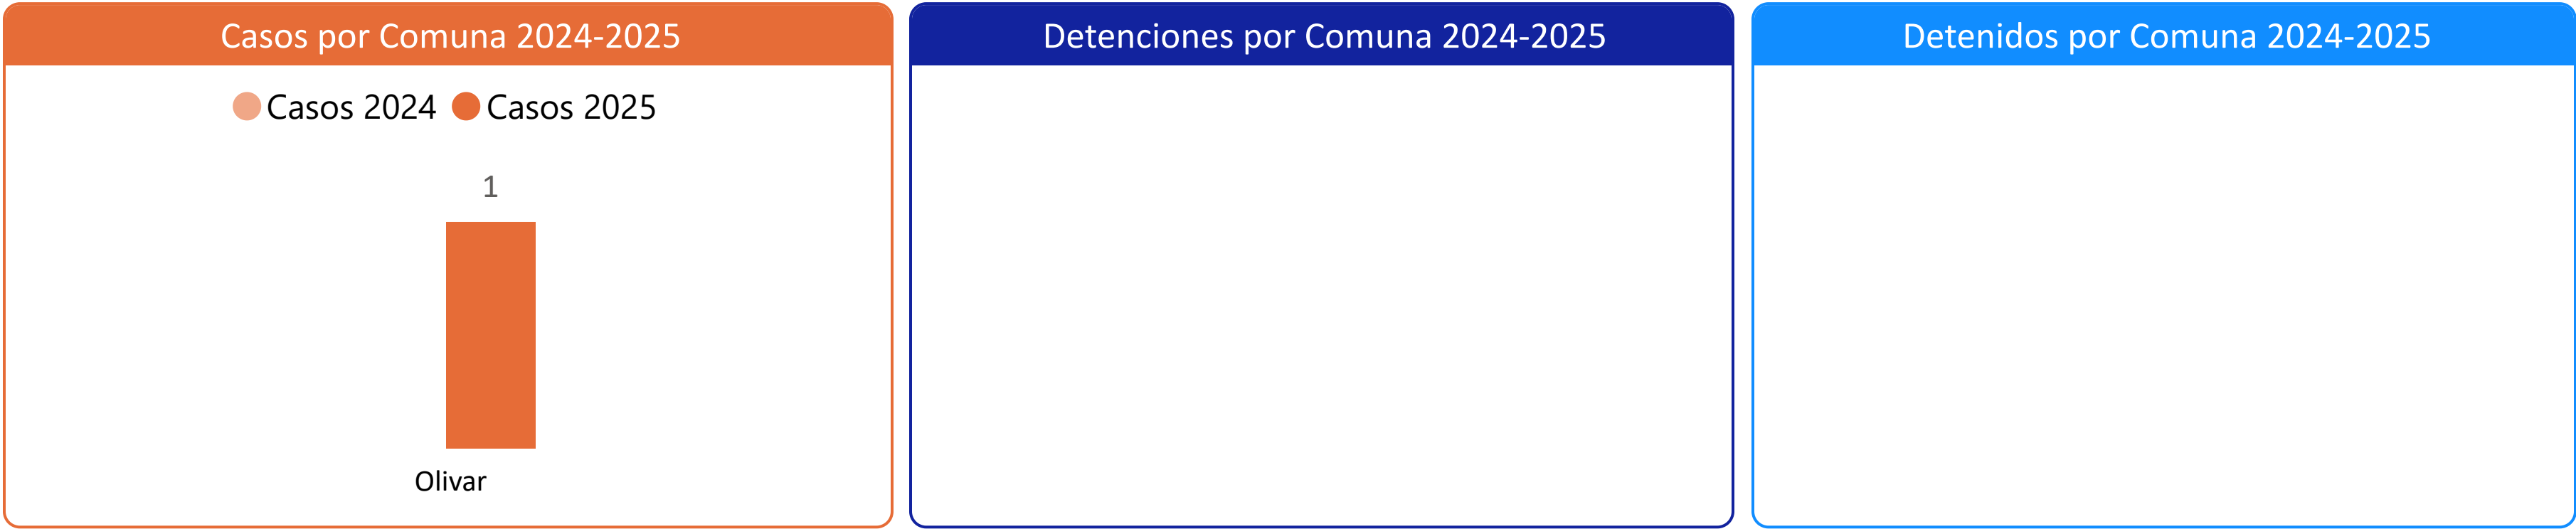 Casos por Comuna 2024-2025
Casos 2024 Casos 2025
1
Olivar
Detenciones por Comuna 2024-2025
Detenidos por Comuna 2024-2025